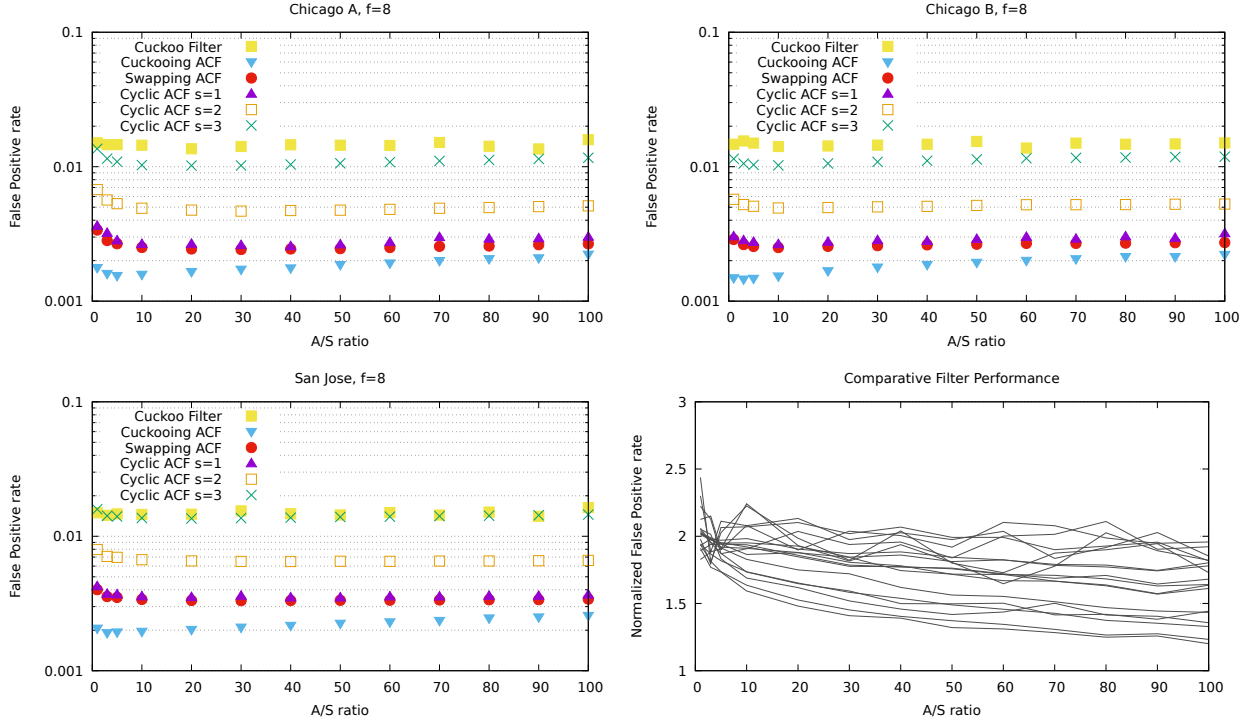 Chicago A, f=8
False Positive rate
0.1
0.01
0.001
Cuckoo Filter
Cuckooing ACF
Swapping ACF
Cyclic ACF s=1
Cyclic ACF s=2
Cyclic ACF s=3
0 10 20 30 40 50 60 70 80 90 100
A/S ratio
Chicago B, f=8
False Positive rate
0.1
0.01
0.001
Cuckoo Filter
Cuckooing ACF
Swapping ACF
Cyclic ACF s=1
Cyclic ACF s=2
Cyclic ACF s=3
0 10 20 30 40 50 60 70 80 90 100
A/S ratio
San Jose, f=8
False Positive rate
0.1
0.01
0.001
Cuckoo Filter
Cuckooing ACF
Swapping ACF
Cyclic ACF s=1
Cyclic ACF s=2
Cyclic ACF s=3
0 10 20 30 40 50 60 70 80 90 100
A/S ratio
Comparative Filter Performance
Normalized False Positive rate
3
2.5
2
1.5
1
0 10 20 30 40 50 60 70 80 90 100
A/S ratio